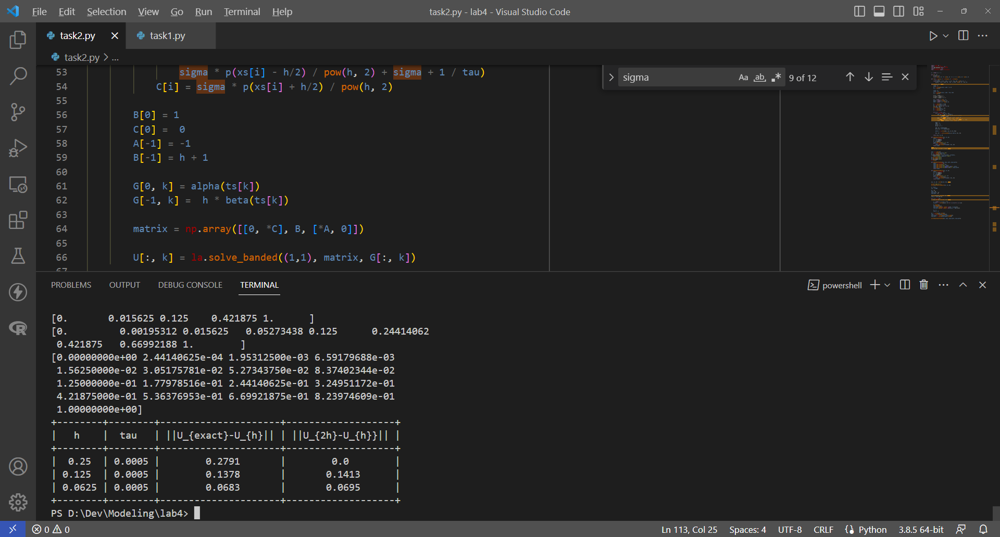 File Edit Selection View Go Run Terminal Help
task2.py - lab4 - Visual Studio Code
task2.py
task1.py
task2.py > ...
53 sigma * p(xs[i] - h/2) / pow(h, 2) + sigma + 1 / tau)
54 C[i] = sigma * p(xs[i] + h/2) / pow(h, 2)
55
56 B[0] = 1
57 C[0] =  0
58 A[-1] = -1
59 B[-1] = h + 1
60
61 G[0, k] = alpha(ts[k])
62 G[-1, k] =  h * beta(ts[k])
63
64 matrix = np.array([[0, *C], B, [*A, 0]])
65
66 U[:, k] = la.solve_banded((1,1), matrix, G[:, k])
67
sigma Aa ab .* 9 of 12
PROBLEMS OUTPUT DEBUG CONSOLE TERMINAL
powershell
[0.       0.015625 0.125    0.421875 1.      ]
[0.         0.00195312 0.015625   0.05273438 0.125      0.24414062
 0.421875   0.66992188 1.        ]
[0.00000000e+00 2.44140625e-04 1.95312500e-03 6.59179688e-03
 1.56250000e-02 3.05175781e-02 5.27343750e-02 8.37402344e-02
 1.25000000e-01 1.77978516e-01 2.44140625e-01 3.24951172e-01
 4.21875000e-01 5.36376953e-01 6.69921875e-01 8.23974609e-01
 1.00000000e+00]
+--------+--------+---------------------+-------------------+
|   h    |  tau   | ||U_{exact}-U_{h}|| | ||U_{2h}-U_{h}}|| |
+--------+--------+---------------------+-------------------+
|  0.25  | 0.0005 |        0.2791       |        0.0        |
| 0.125  | 0.0005 |        0.1378       |       0.1413      |
| 0.0625 | 0.0005 |        0.0683       |       0.0695      |
+--------+--------+---------------------+-------------------+
PS D:\Dev\Modeling\lab4>
0 0
Ln 113, Col 25 Spaces: 4 UTF-8 CRLF Python 3.8.5 64-bit